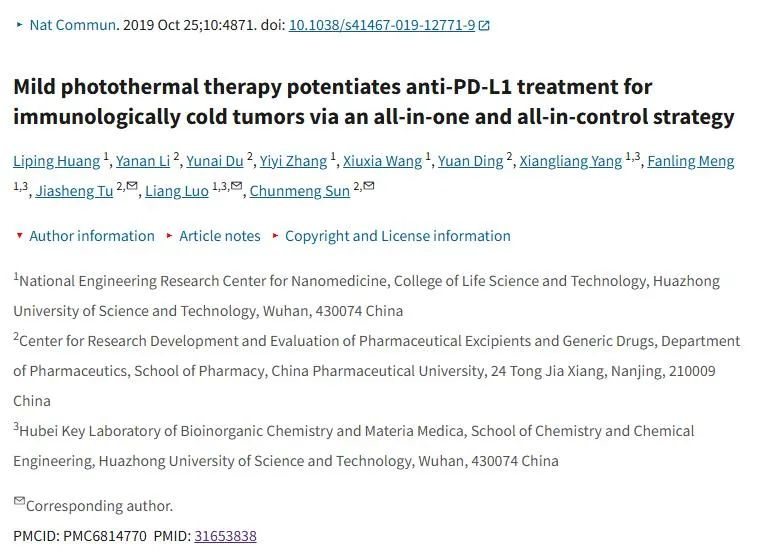 ▸ Nat Commun. 2019 Oct 25;10:4871. doi: 10.1038/s41467-019-12771-9
Mild photothermal therapy potentiates anti-PD-L1 treatment for
immunologically cold tumors via an all-in-one and all-in-control strategy
Liping Huang 1, Yanan Li 2, Yunai Du 2, Yiyi Zhang 1, Xiuxia Wang 1, Yuan Ding 2, Xiangliang Yang 1,3, Fanling Meng
1,3, Jiasheng Tu 2,✉, Liang Luo 1,3,✉, Chunmeng Sun 2,✉
▾ Author information ▸ Article notes ▸ Copyright and License information
1National Engineering Research Center for Nanomedicine, College of Life Science and Technology, Huazhong
University of Science and Technology, Wuhan, 430074 China
2Center for Research Development and Evaluation of Pharmaceutical Excipients and Generic Drugs, Department
of Pharmaceutics, School of Pharmacy, China Pharmaceutical University, 24 Tong Jia Xiang, Nanjing, 210009
China
3Hubei Key Laboratory of Bioinorganic Chemistry and Materia Medica, School of Chemistry and Chemical
Engineering, Huazhong University of Science and Technology, Wuhan, 430074 China
✉Corresponding author.
PMCID: PMC6814770 PMID: 31653838